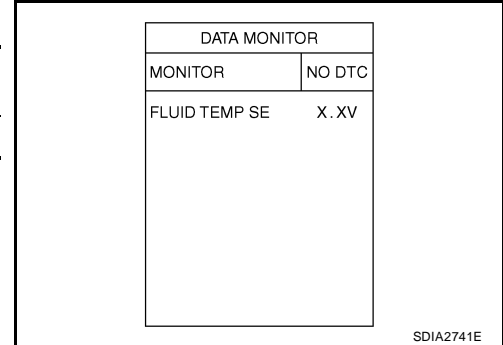 DATA MONITOR
MONITOR NO DTC
FLUID TEMP SE X.XV
SDIA2741E